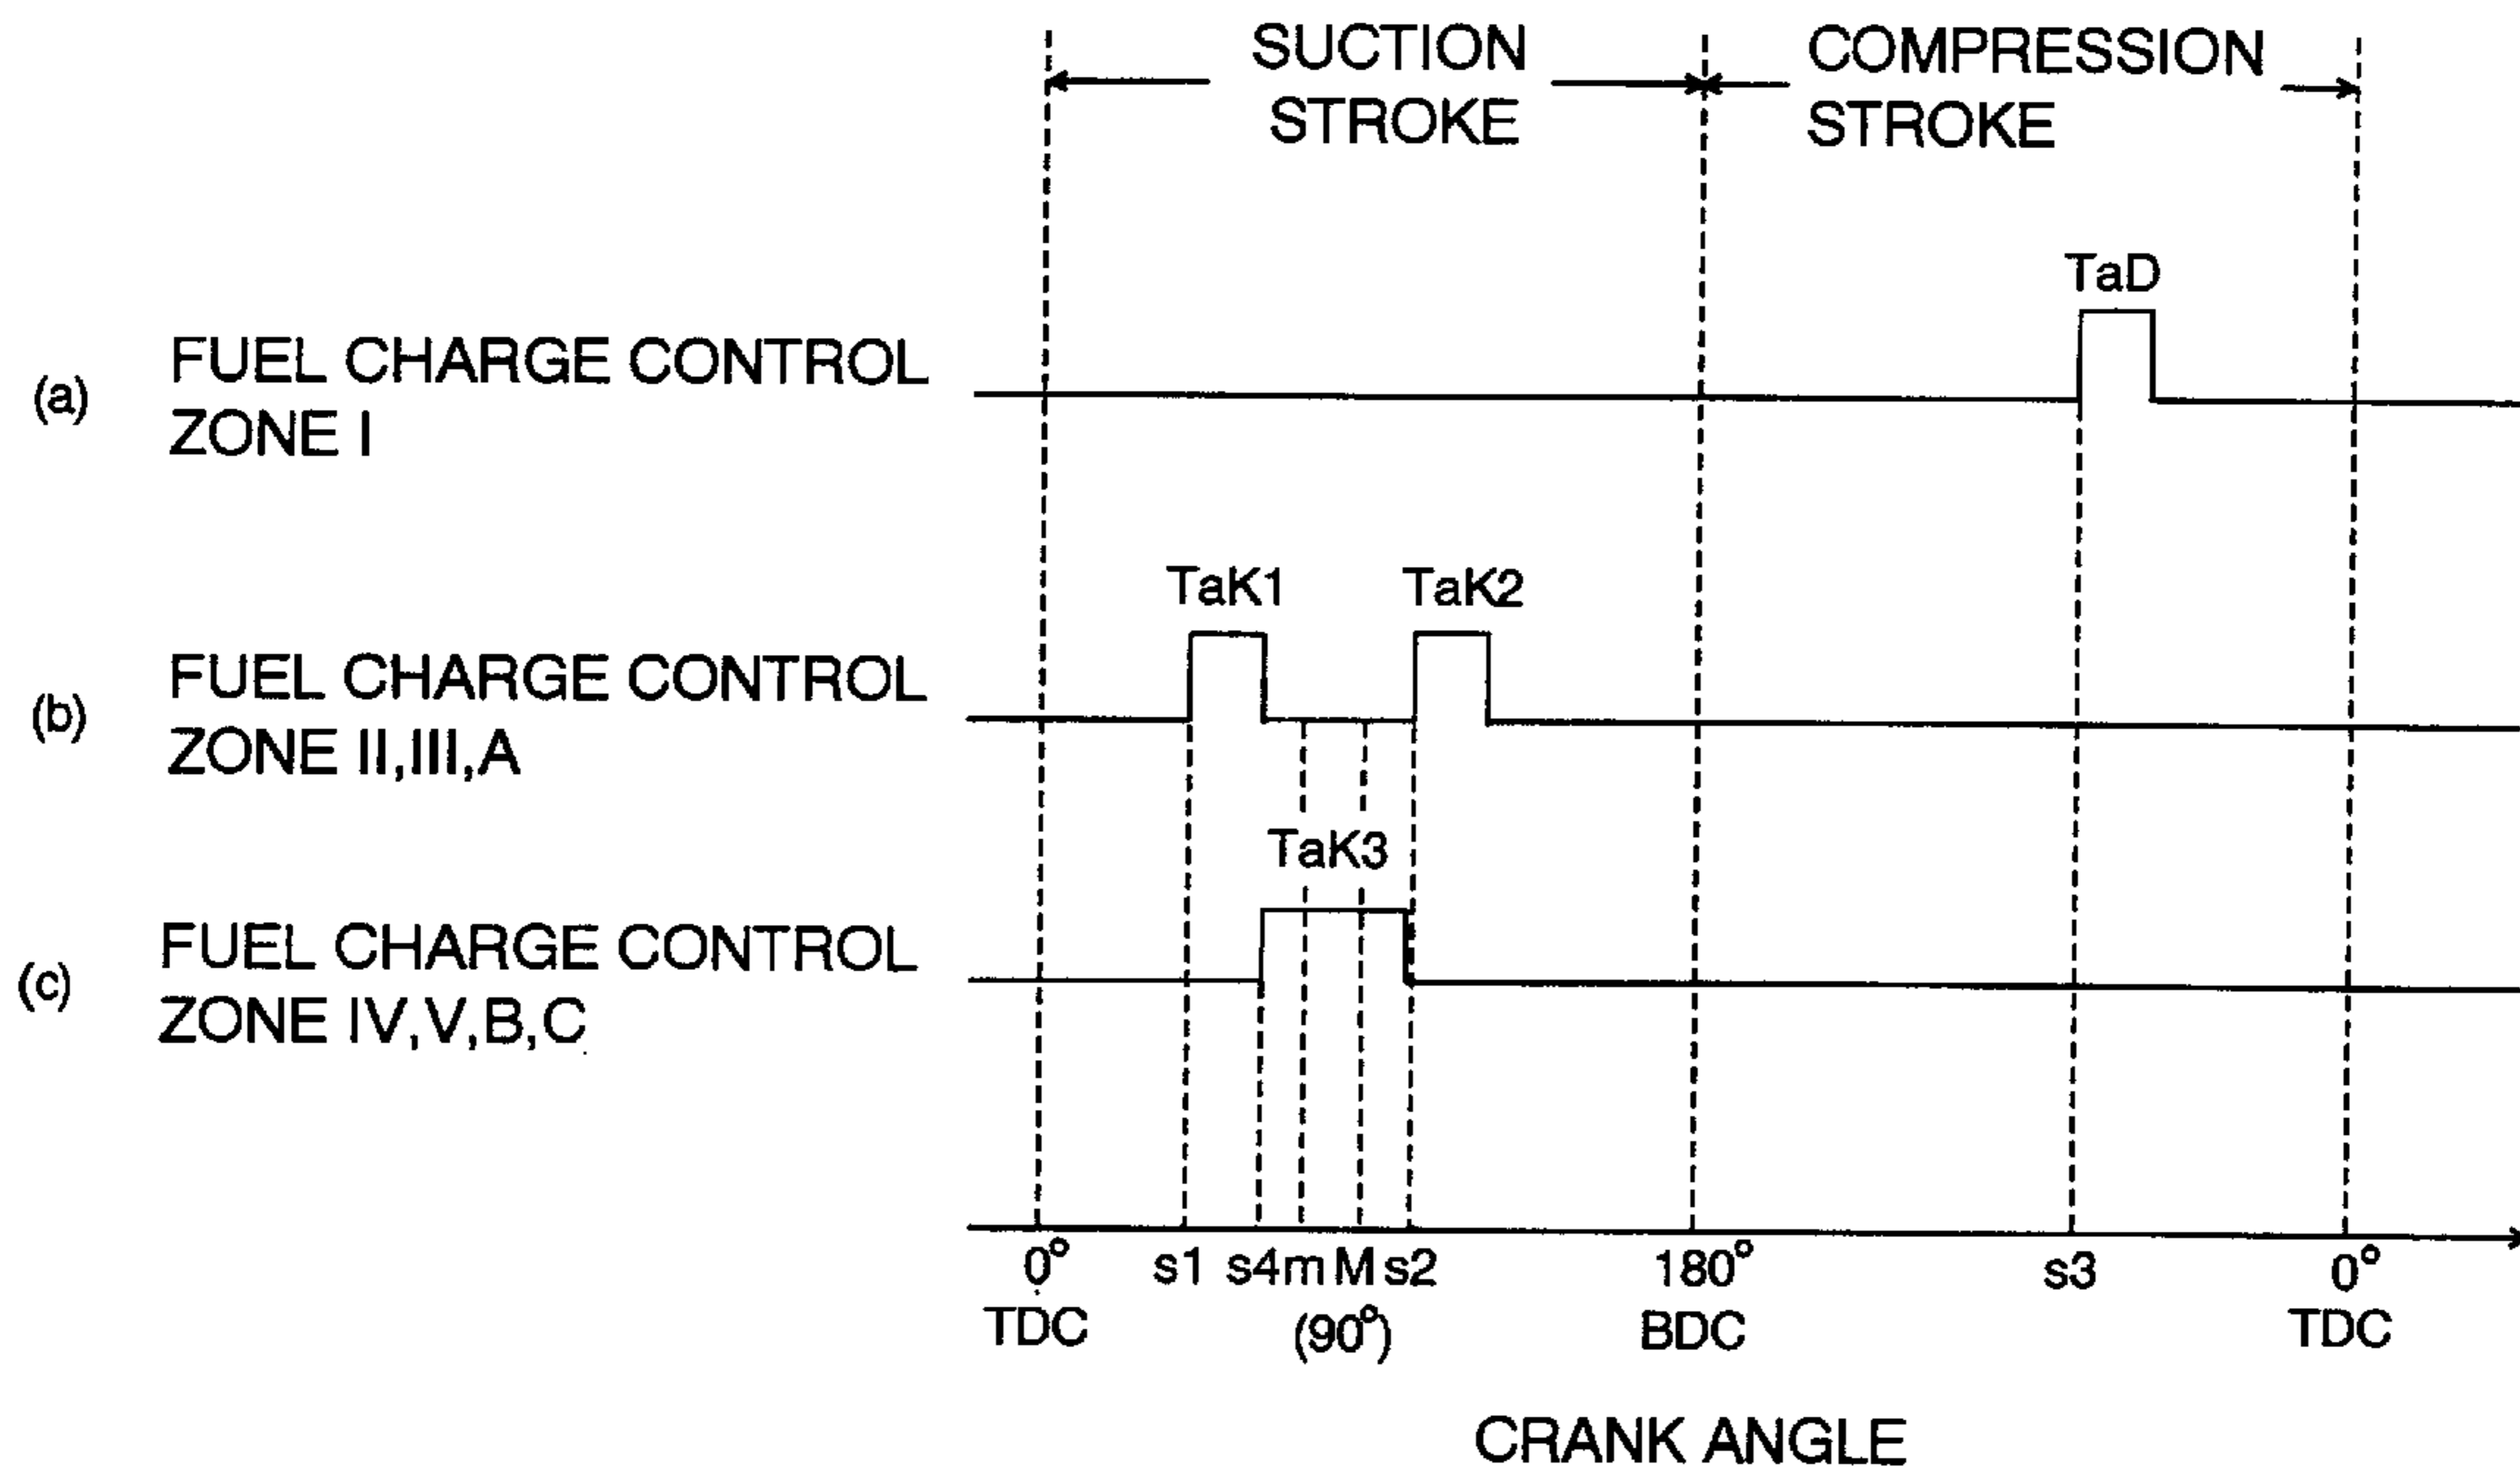 SUCTION
STROKE
COMPRESSION
STROKE
TaD
(a)
FUEL CHARGE CONTROL
ZONE I
TaK1
TaK2
(b)
FUEL CHARGE CONTROL
ZONE II,III,A
TaK3
(c)
FUEL CHARGE CONTROL
ZONE IV,V,B,C
0° s1 s4 m M s2 180° s3 0°
TDC (90°) BDC TDC
CRANK ANGLE